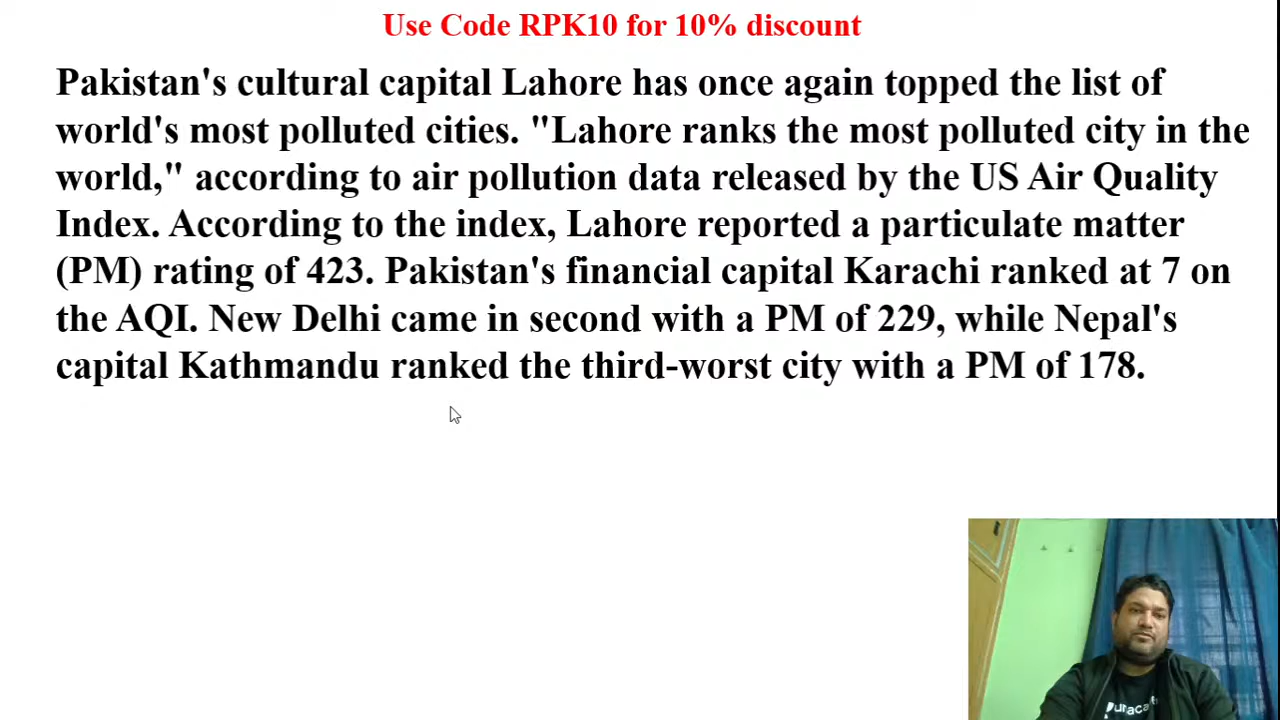 Use Code RPK10 for 10% discount
Pakistan's cultural capital Lahore has once again topped the list of
world's most polluted cities. "Lahore ranks the most polluted city in the
world," according to air pollution data released by the US Air Quality
Index. According to the index, Lahore reported a particulate matter
(PM) rating of 423. Pakistan's financial capital Karachi ranked at 7 on
the AQI. New Delhi came in second with a PM of 229, while Nepal's
capital Kathmandu ranked the third-worst city with a PM of 178.